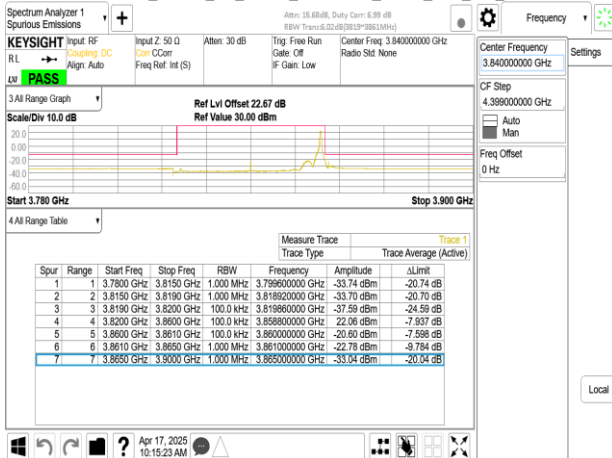 Spectrum Analyzer 1
Spurious Emissions
Attn: 15.68dB, Duty Corr: 6.99 dB
RBW Trans:6.02dB(3819*3861MHz)
Frequency
KEYSIGHT
Input: RF
Coupling: DC
Align: Auto
Input Z: 50 Ω
Corr CCorr
Freq Ref: Int (S)
Atten: 30 dB
Trig: Free Run
Gate: Off
IF Gain: Low
Center Freq: 3.840000000 GHz
Radio Std: None
RL
LXI PASS
Center Frequency
3.840000000 GHz
Settings
CF Step
4.399000000 GHz
Auto
Man
Freq Offset
0 Hz
Local
3 All Range Graph
Scale/Div 10.0 dB
Ref Lvl Offset 22.67 dB
Ref Value 30.00 dBm
20.0
0.00
-20.0
-40.0
-60.0
Start 3.780 GHz
Stop 3.900 GHz
4 All Range Table
Measure Trace Trace 1
Trace Type Trace Average (Active)
Spur Range Start Freq Stop Freq RBW Frequency Amplitude ΔLimit
1 1 3.7800 GHz 3.8150 GHz 1.000 MHz 3.799600000 GHz -33.74 dBm -20.74 dB
2 2 3.8150 GHz 3.8190 GHz 1.000 MHz 3.818920000 GHz -33.70 dBm -20.70 dB
3 3 3.8190 GHz 3.8200 GHz 100.0 kHz 3.819860000 GHz -37.59 dBm -24.59 dB
4 4 3.8200 GHz 3.8600 GHz 100.0 kHz 3.858880000 GHz 22.06 dBm -7.937 dB
5 5 3.8600 GHz 3.8610 GHz 100.0 kHz 3.860000000 GHz -20.60 dBm -7.598 dB
6 6 3.8610 GHz 3.8650 GHz 1.000 MHz 3.861000000 GHz -22.78 dBm -9.784 dB
7 7 3.8650 GHz 3.9000 GHz 1.000 MHz 3.865000000 GHz -33.04 dBm -20.04 dB
Apr 17, 2025
10:15:23 AM